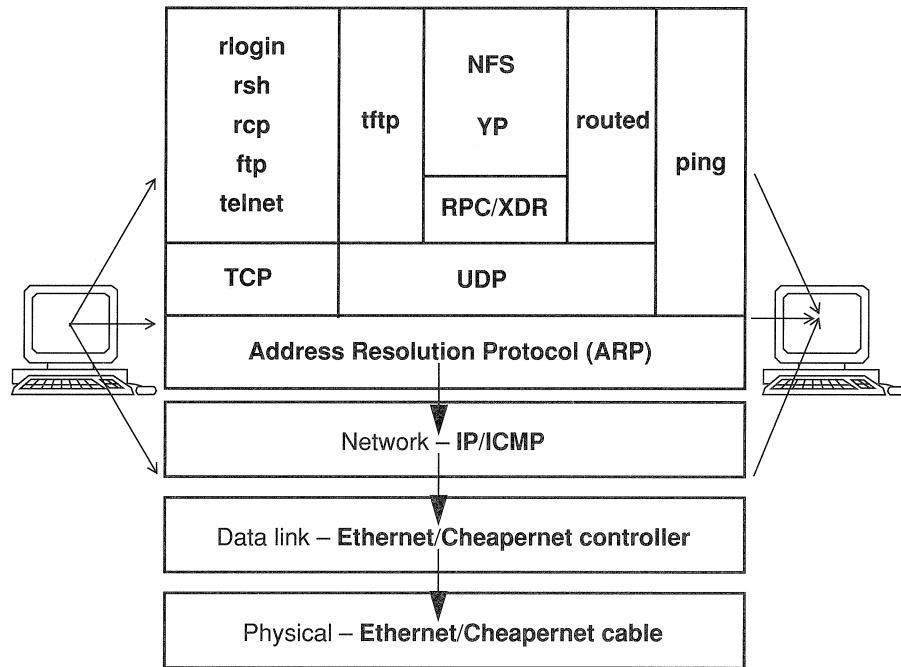 rlogin
rsh
rcp
ftp
telnet
tftp
NFS
YP
RPC/XDR
routed
ping
TCP
UDP
Address Resolution Protocol (ARP)
Network – IP/ICMP
Data link – Ethernet/Cheapernet controller
Physical – Ethernet/Cheapernet cable